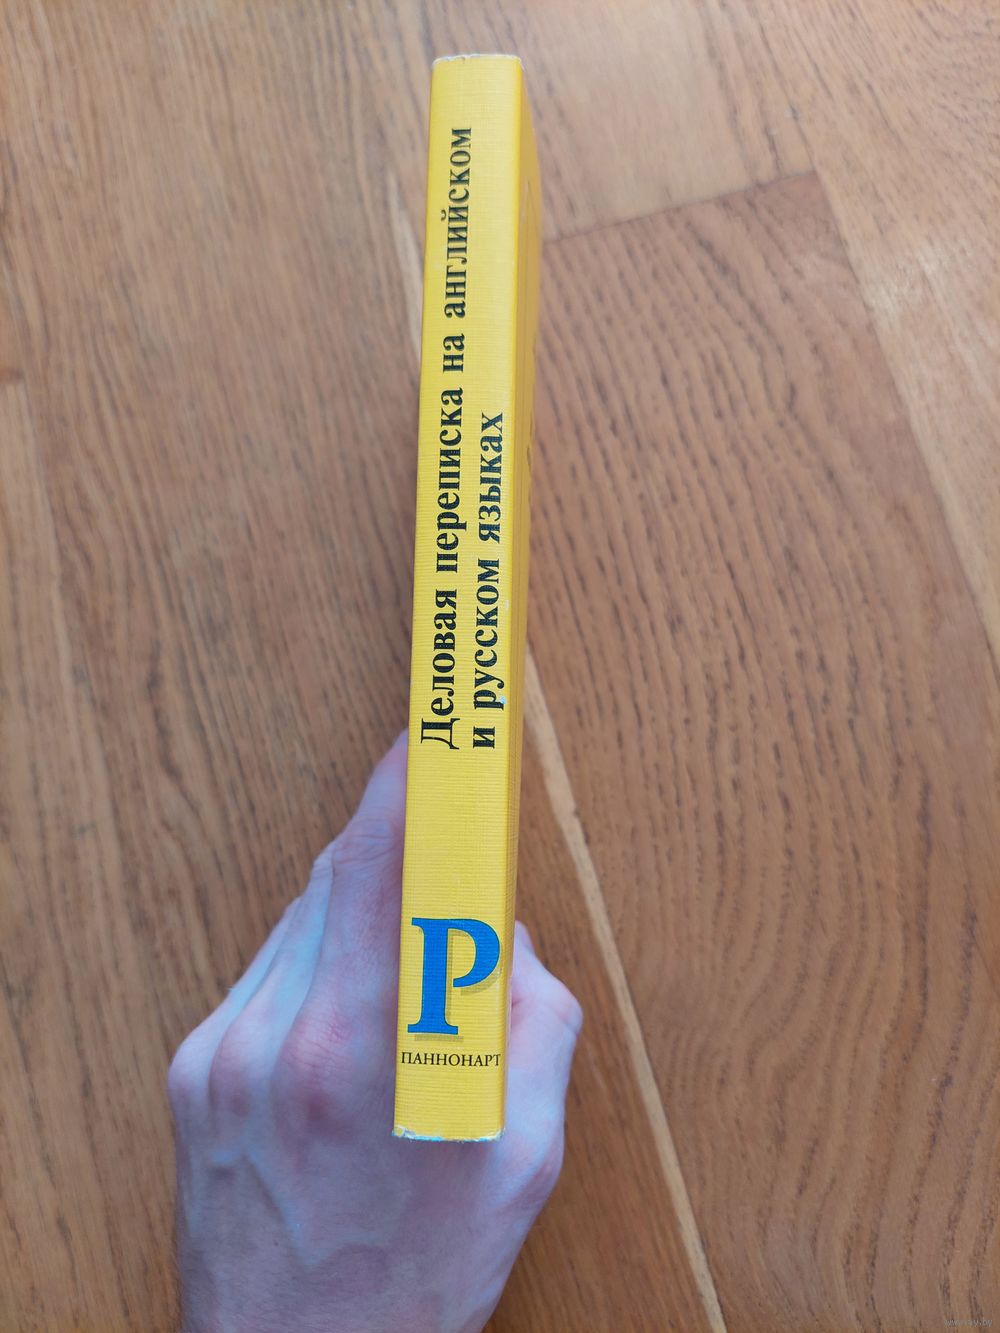 Деловая переписка на английском
и русском языках
P
ПАННОНАРТ